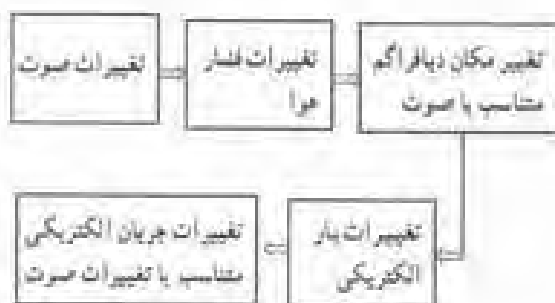 تغییرات صوت
تغییرات فشار
هوا
تغییر مکان دیافراگم
متناسب با صوت
تغییرات بار
الکتریکی
تغییرات جریان الکتریکی
متناسب با تغییرات صوت